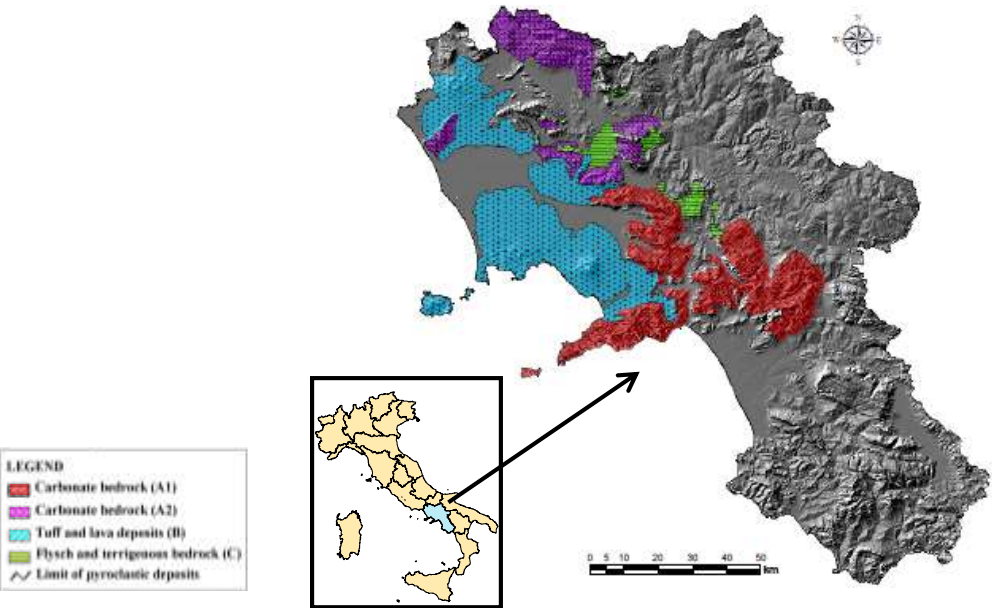 N
W E
S
LEGEND
Carbonate bedrock (A1)
Carbonate bedrock (A2)
Tuff and lava deposits (B)
Flysch and terrigenous bedrock (C)
Limit of pyroclastic deposits
0 5 10 20 30 40 50
km